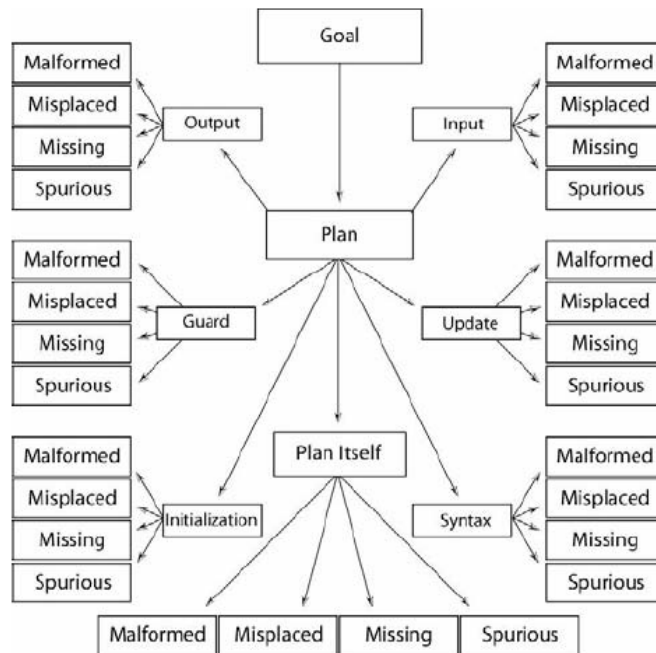 Goal
Malformed
Misplaced
Missing
Spurious
Output
Input
Malformed
Misplaced
Missing
Spurious
Plan
Malformed
Misplaced
Missing
Spurious
Guard
Update
Malformed
Misplaced
Missing
Spurious
Plan Itself
Malformed
Misplaced
Missing
Spurious
Initialization
Syntax
Malformed
Misplaced
Missing
Spurious
Malformed
Misplaced
Missing
Spurious